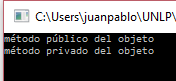 C:\Users\juanpablo\UNLP\
método público del objeto
método privado del objeto